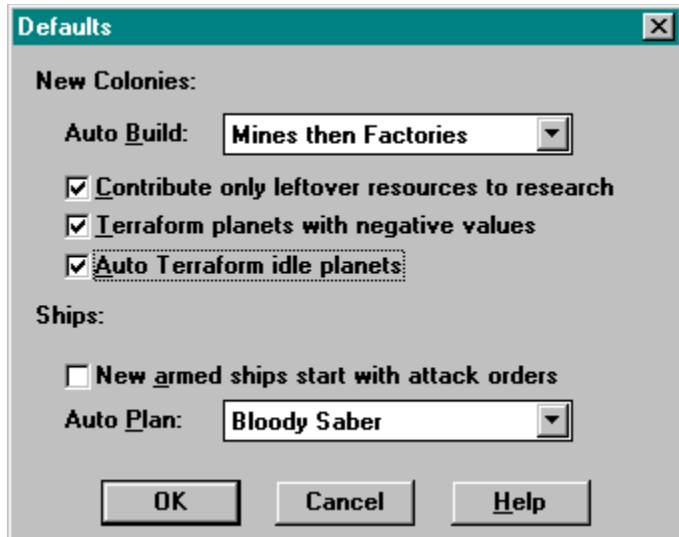 Defaults
New Colonies:
Auto Build: Mines then Factories
Contribute only leftover resources to research
Terraform planets with negative values
Auto Terraform idle planets
Ships:
New armed ships start with attack orders
Auto Plan: Bloody Saber
OK Cancel Help